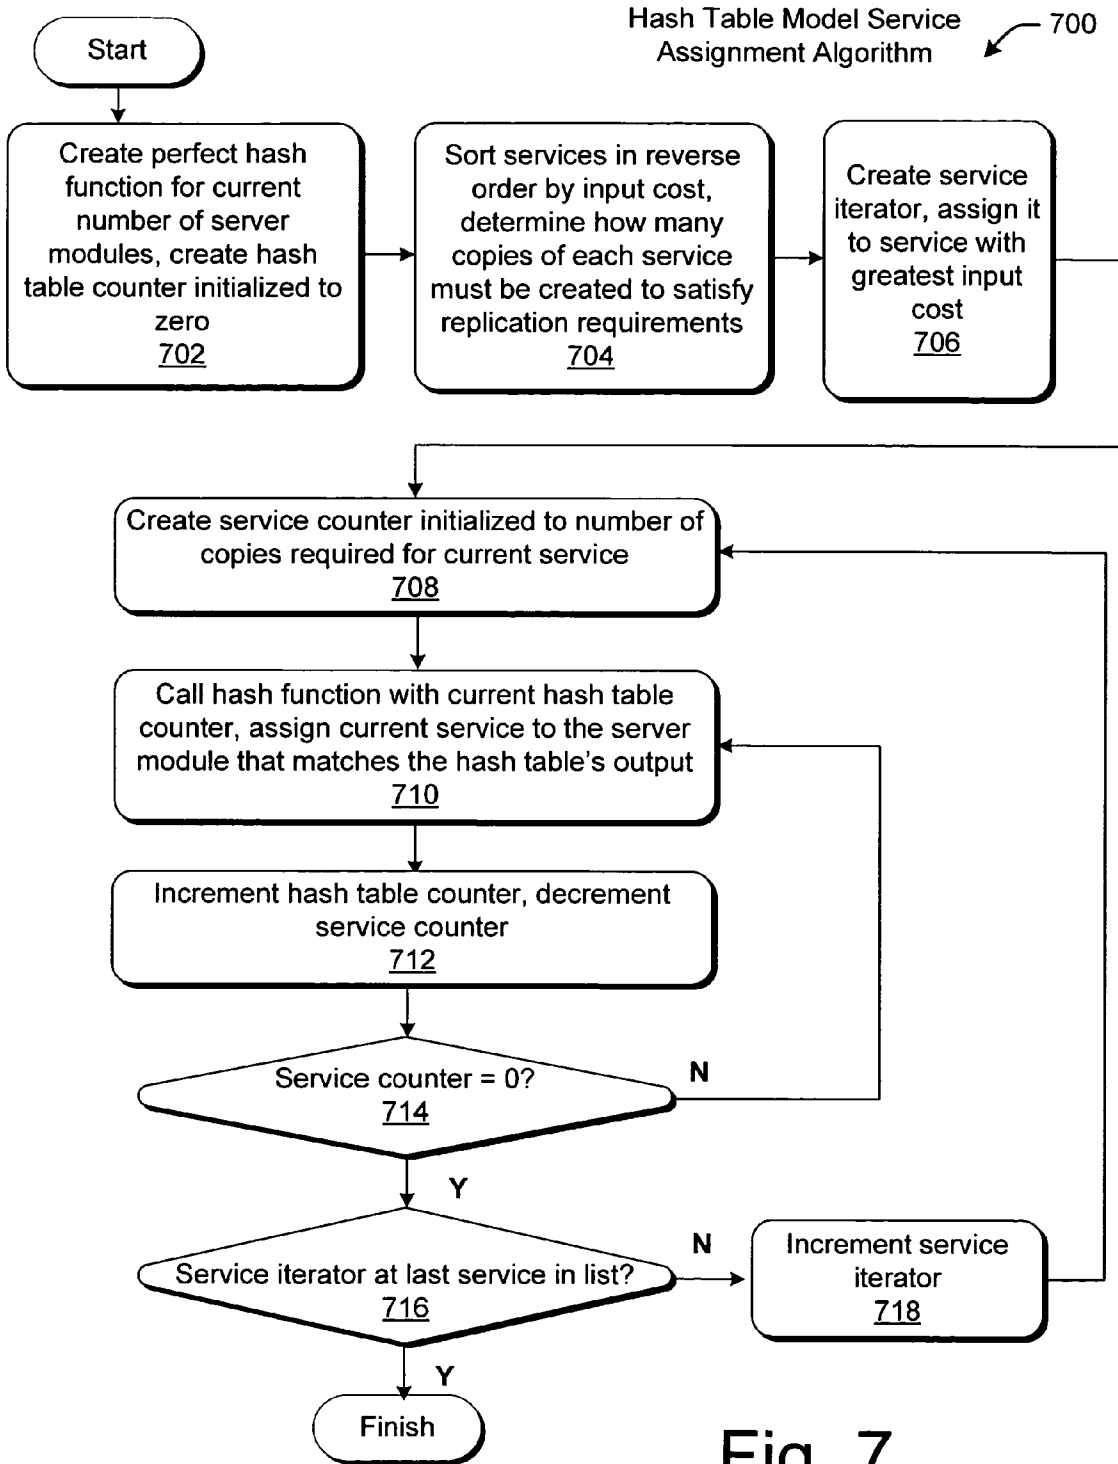 Hash Table Model Service
Assignment Algorithm
700
Start
Create perfect hash
function for current
number of server
modules, create hash
table counter initialized to
zero
702
Sort services in reverse
order by input cost,
determine how many
copies of each service
must be created to satisfy
replication requirements
704
Create service
iterator, assign it
to service with
greatest input
cost
706
Create service counter initialized to number of
copies required for current service
708
Call hash function with current hash table
counter, assign current service to the server
module that matches the hash table's output
710
Increment hash table counter, decrement
service counter
712
Service counter = 0?
714
N
Y
Service iterator at last service in list?
716
N
Increment service
iterator
718
Y
Finish
Fig. 7